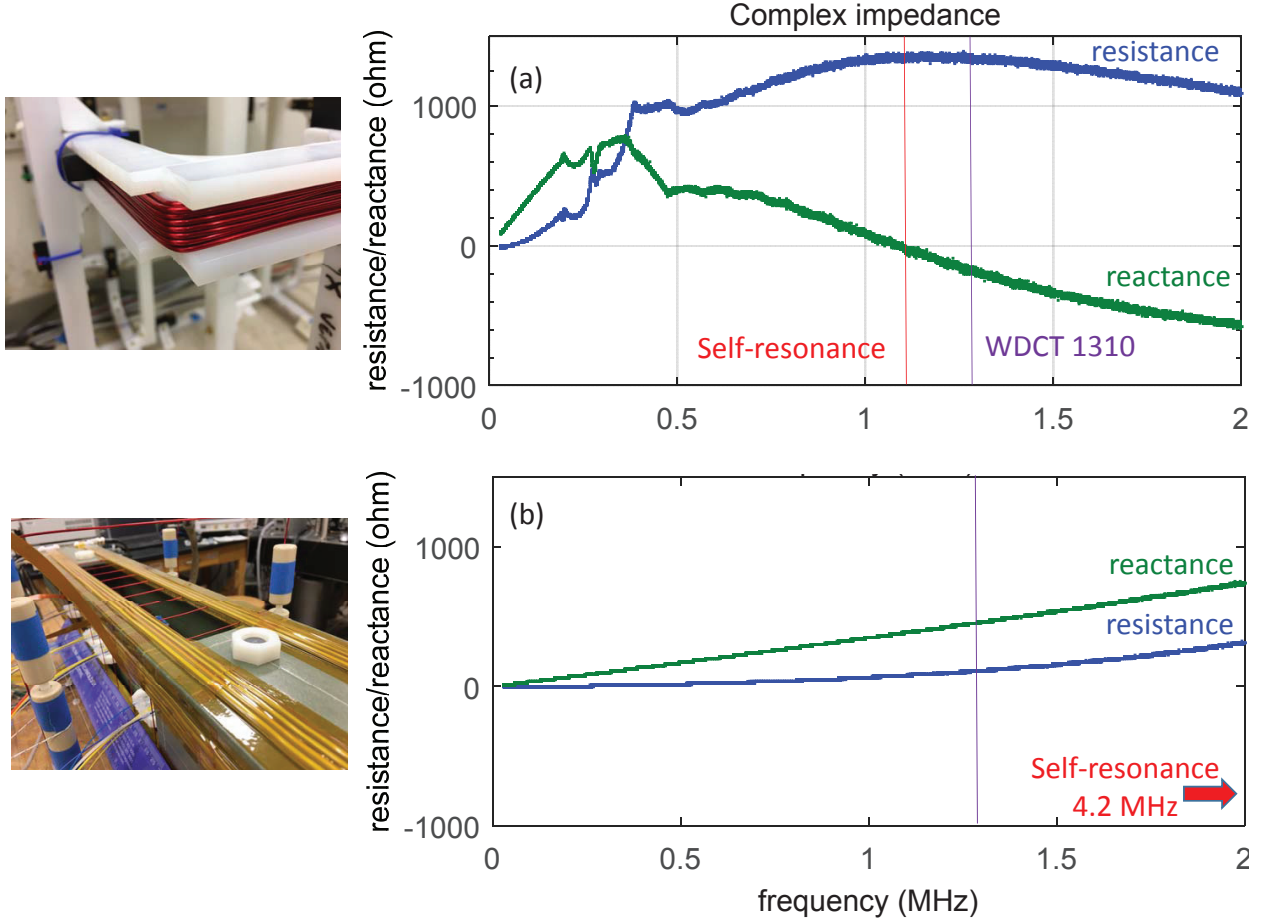 Complex impedance
resistance/reactance (ohm)
(a)
resistance
reactance
Self-resonance
WDCT 1310
1000
0
-1000
0
0.5
1
1.5
2
resistance/reactance (ohm)
(b)
reactance
resistance
Self-resonance
4.2 MHz
1000
0
-1000
0
0.5
1
1.5
2
frequency (MHz)